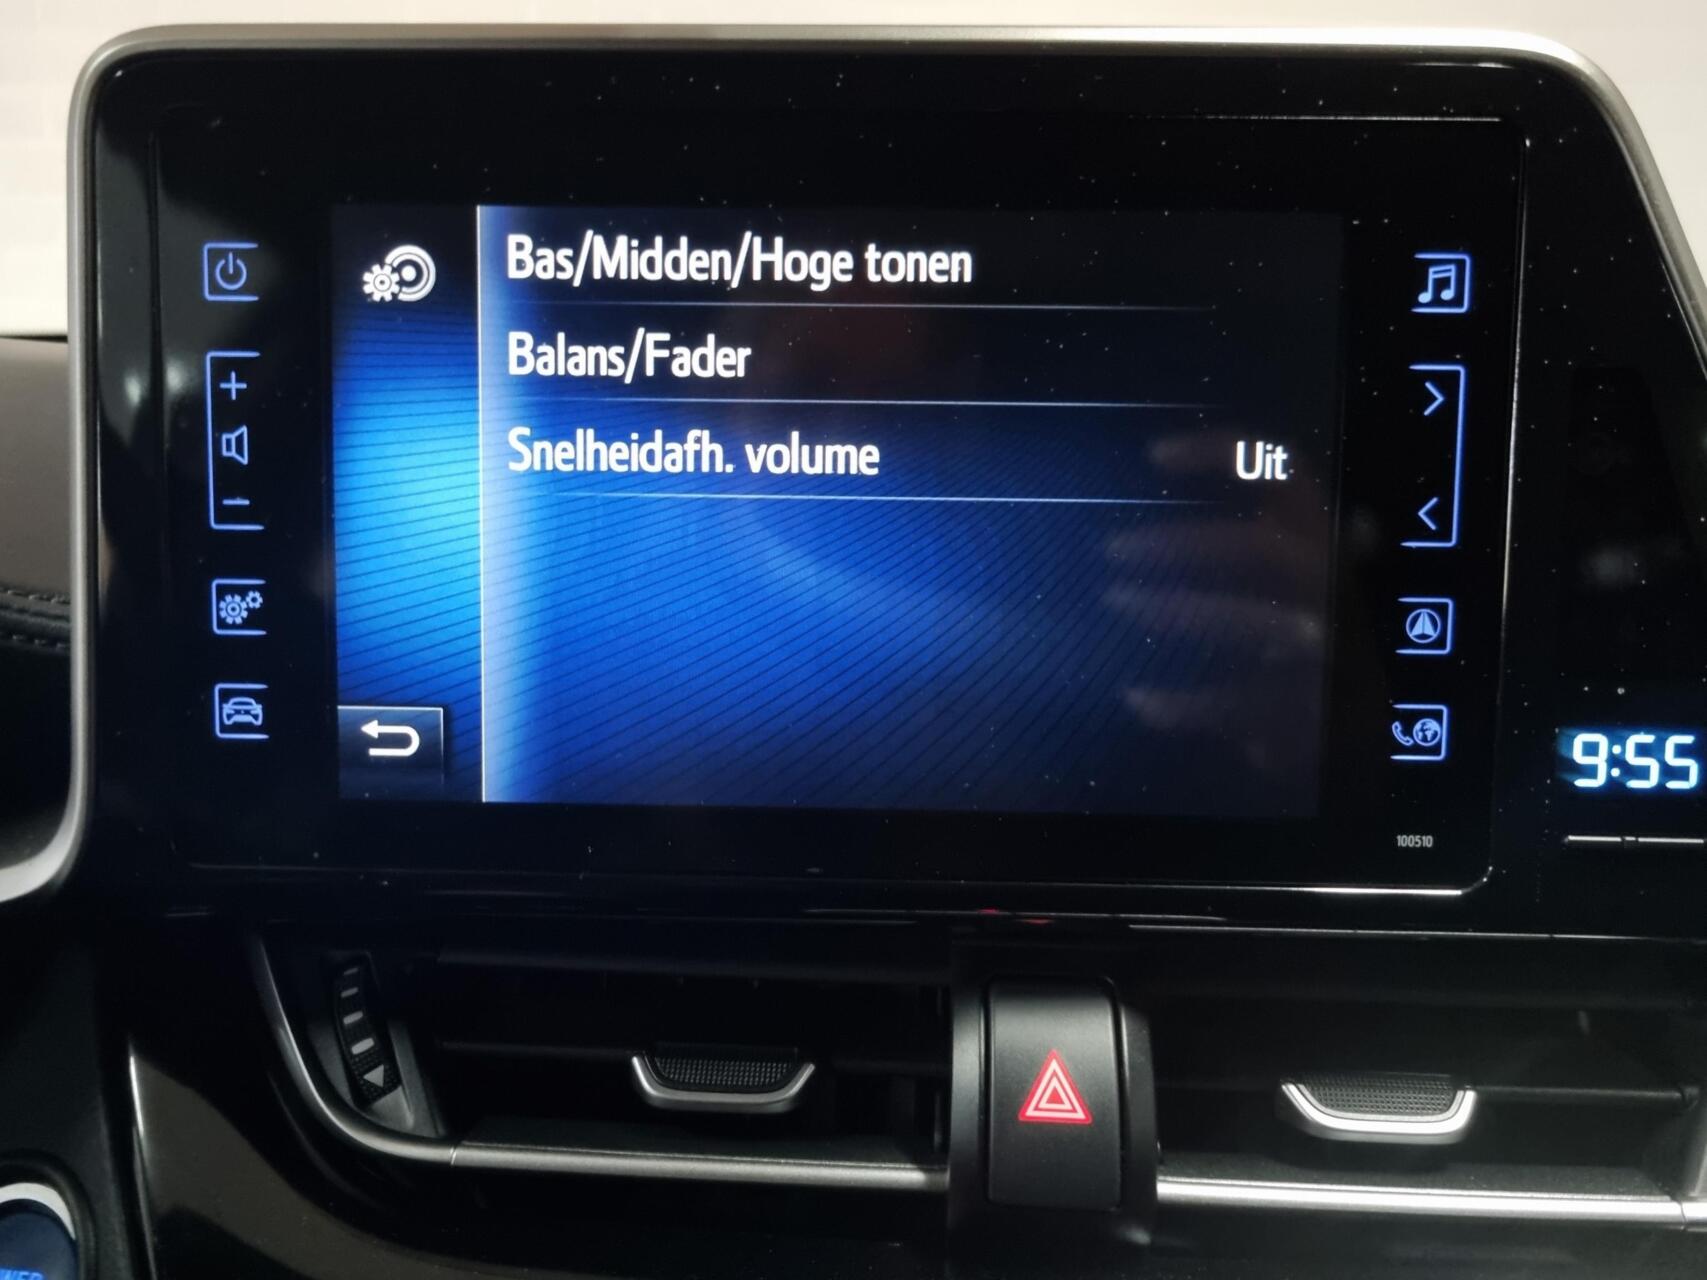 Bas/Midden/Hoge tonen
Balans/Fader
Snelheidafh. volume Uit
9:55
100510